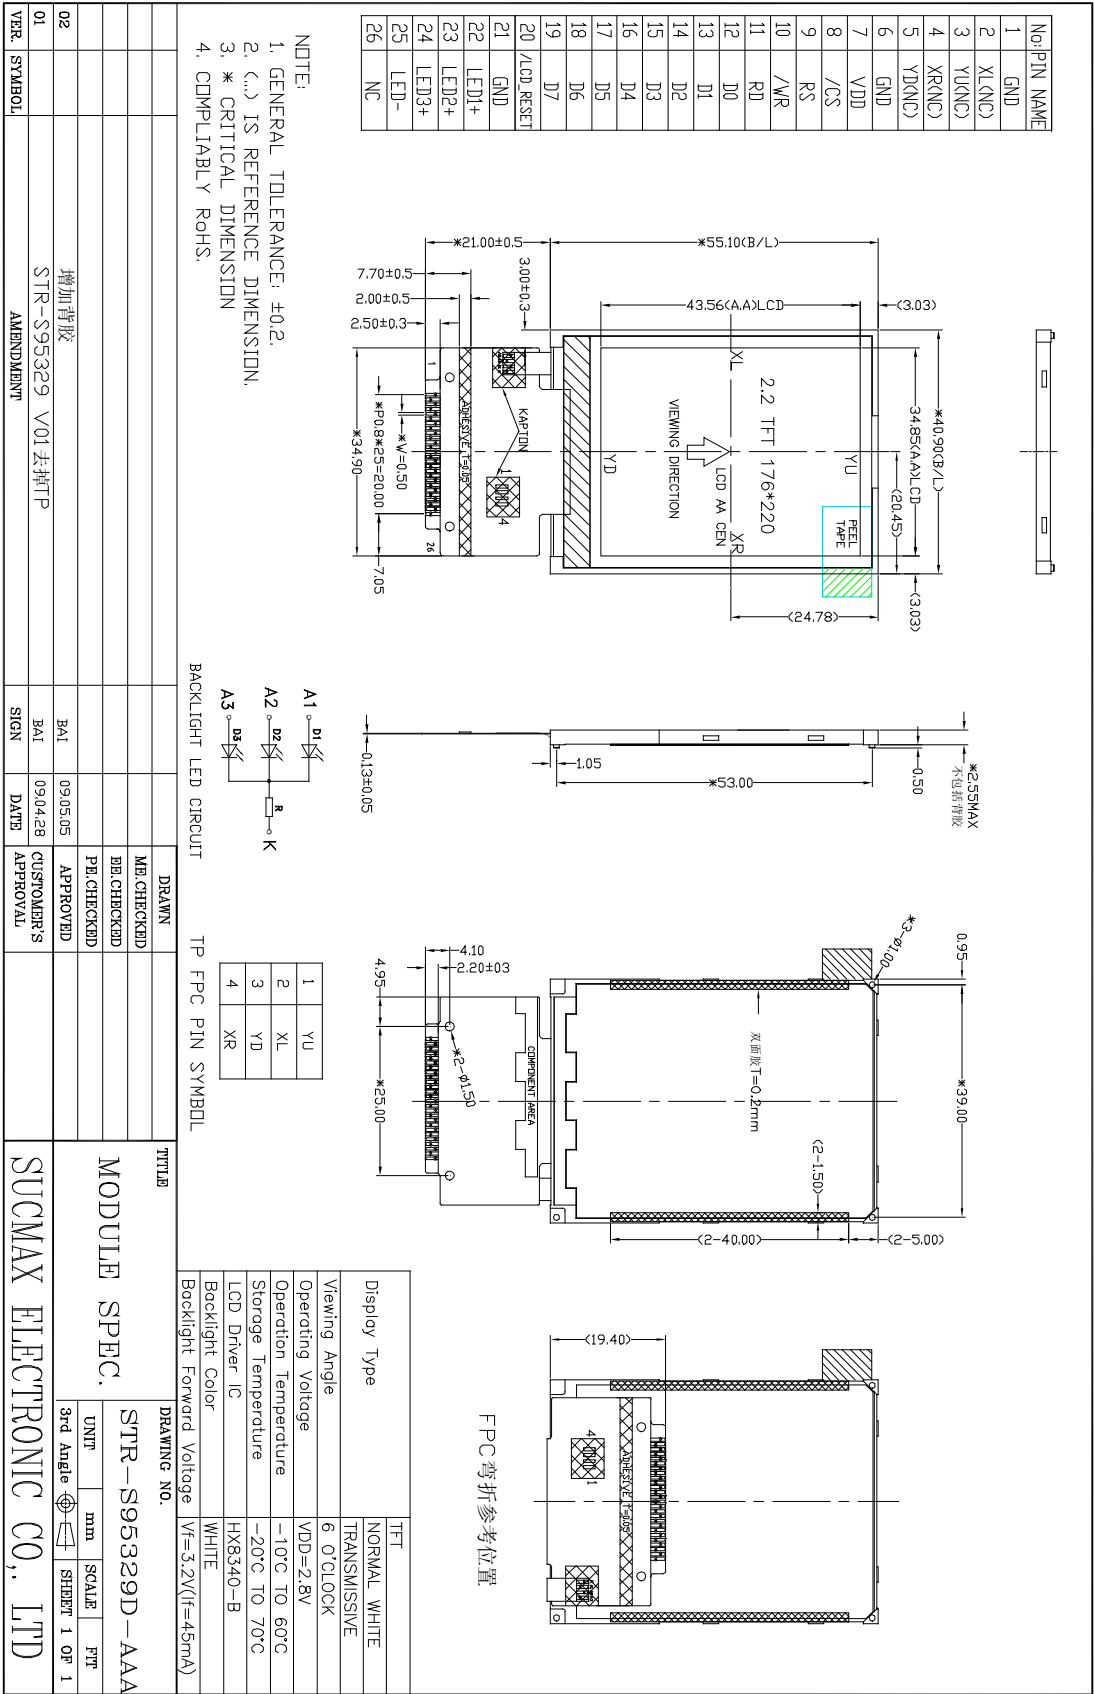 No: PIN NAME
1 GND
2 XL(NC)
3 YU(NC)
4 XR(NC)
5 YD(NC)
6 GND
7 VDD
8 /CS
9 RS
10 /WR
11 RD
12 D0
13 D1
14 D2
15 D3
16 D4
17 D5
18 D6
19 D7
20 /LCD_RESET
21 GND
22 LED1+
23 LED2+
24 LED3+
25 LED-
26 NC
NOTE:
1. GENERAL TOLERANCE: ±0.2.
2. (...) IS REFERENCE DIMENSION.
3. * CRITICAL DIMENSION
4. COMPLIABLY RoHS.
*55.10(B/L)
*21.00±0.5
43.56(A.A)LCD
(3.03)
3.00±0.3
7.70±0.5
2.00±0.5
2.50±0.3
*40.90(B/L)
34.85(A.A)LCD
(20.45)
(3.03)
(24.78)
XL
YU
XR
YD
2.2 TFT 176*220
LCD AA CEN
VIEWING DIRECTION
PEEL
TAPE
KAPTON
1
4
ADHESIVE T=0.05
1
26
*W=0.50
*P0.8*25=20.00
7.05
*34.90
*2.55MAX
不包括背胶
0.50
*53.00
1.05
0.13±0.05
A1
D1
A2
D2
A3
D3
R
K
BACKLIGHT LED CIRCUIT
*3-ø1.00
0.95
*39.00
双面胶T=0.2mm
(2-1.50)
(2-40.00)
(2-5.00)
COMPONENT AREA
4.10
2.20±03
4.95
*2-ø1.50
*25.00
1 YU
2 XL
3 YD
4 XR
TP FPC PIN SYMBOL
(19.40)
4
1
ADHESIVE T=0.05
FPC弯折参考位置
Display Type
TFT
NORMAL WHITE
TRANSMISSIVE
Viewing Angle 6 O'CLOCK
Operating Voltage VDD=2.8V
Operation Temperature -10°C TO 60°C
Storage Temperature -20°C TO 70°C
LCD Driver IC HX8340-B
Backlight Color WHITE
Backlight Forward Voltage Vf=3.2V(If=45mA)
02 增加背胶 BAI 09.05.05
01 STR-S95329 V01去掉TP BAI 09.04.28
VER. SYMBOL AMENDMENT SIGN DATE
DRAWN
ME.CHECKED
EE.CHECKED
PE.CHECKED
APPROVED
CUSTOMER'S
APPROVAL
TITLE
MODULE SPEC.
DRAWING NO.
STR-S95329D-AAA
UNIT mm SCALE FIT
3rd Angle SHEET 1 OF 1
SUCMAX ELECTRONIC CO,. LTD